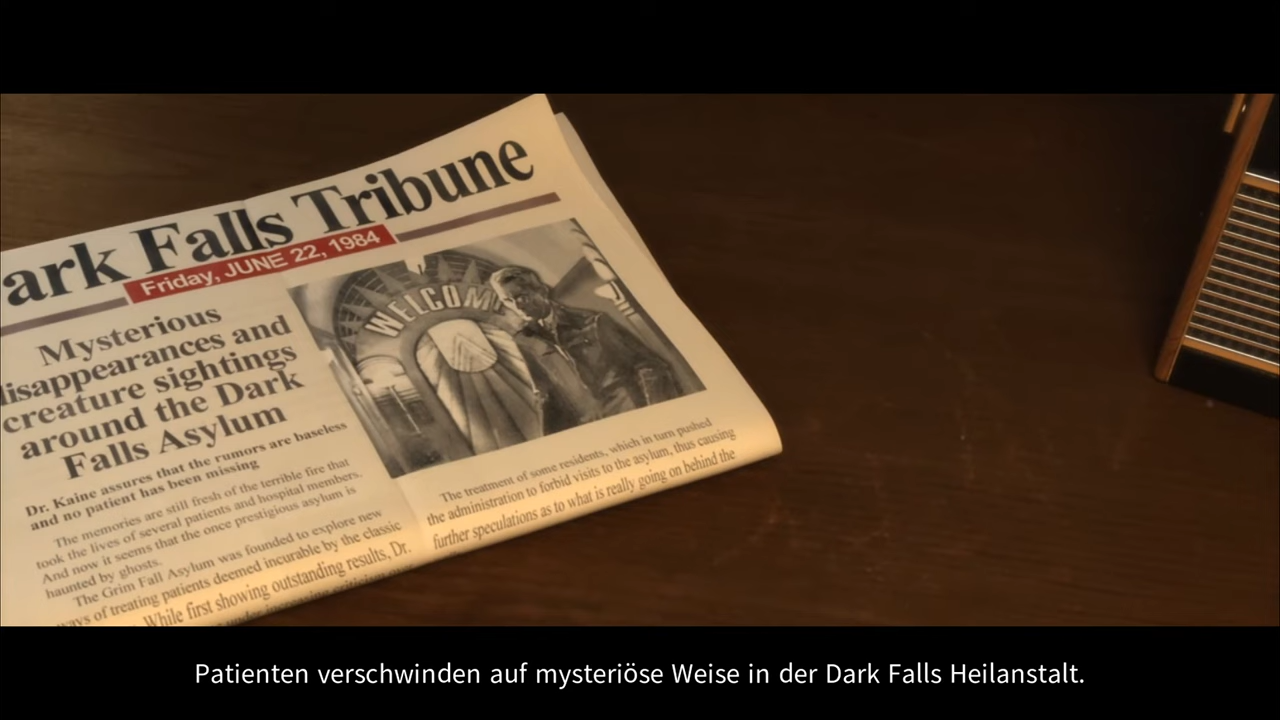 ark Falls Tribune
Friday, JUNE 22, 1984
Mysterious
disappearances and
creature sightings
around the Dark
Falls Asylum
Dr. Kaine assures that the rumors are baseless
and no patient has been missing
The memories are still fresh of the terrible fire that
took the lives of several patients and hospital members.
And now it seems that the once prestigious asylum is
haunted by ghosts.
The Grim Fall Asylum was founded to explore new
ways of treating patients deemed incurable by the classic
While first showing outstanding results, Dr.
WELCOME
The treatment of some residents, which in turn pushed
the administration to forbid visits to the asylum, thus causing
further speculations as to what is really going on behind the
Patienten verschwinden auf mysteriöse Weise in der Dark Falls Heilanstalt.